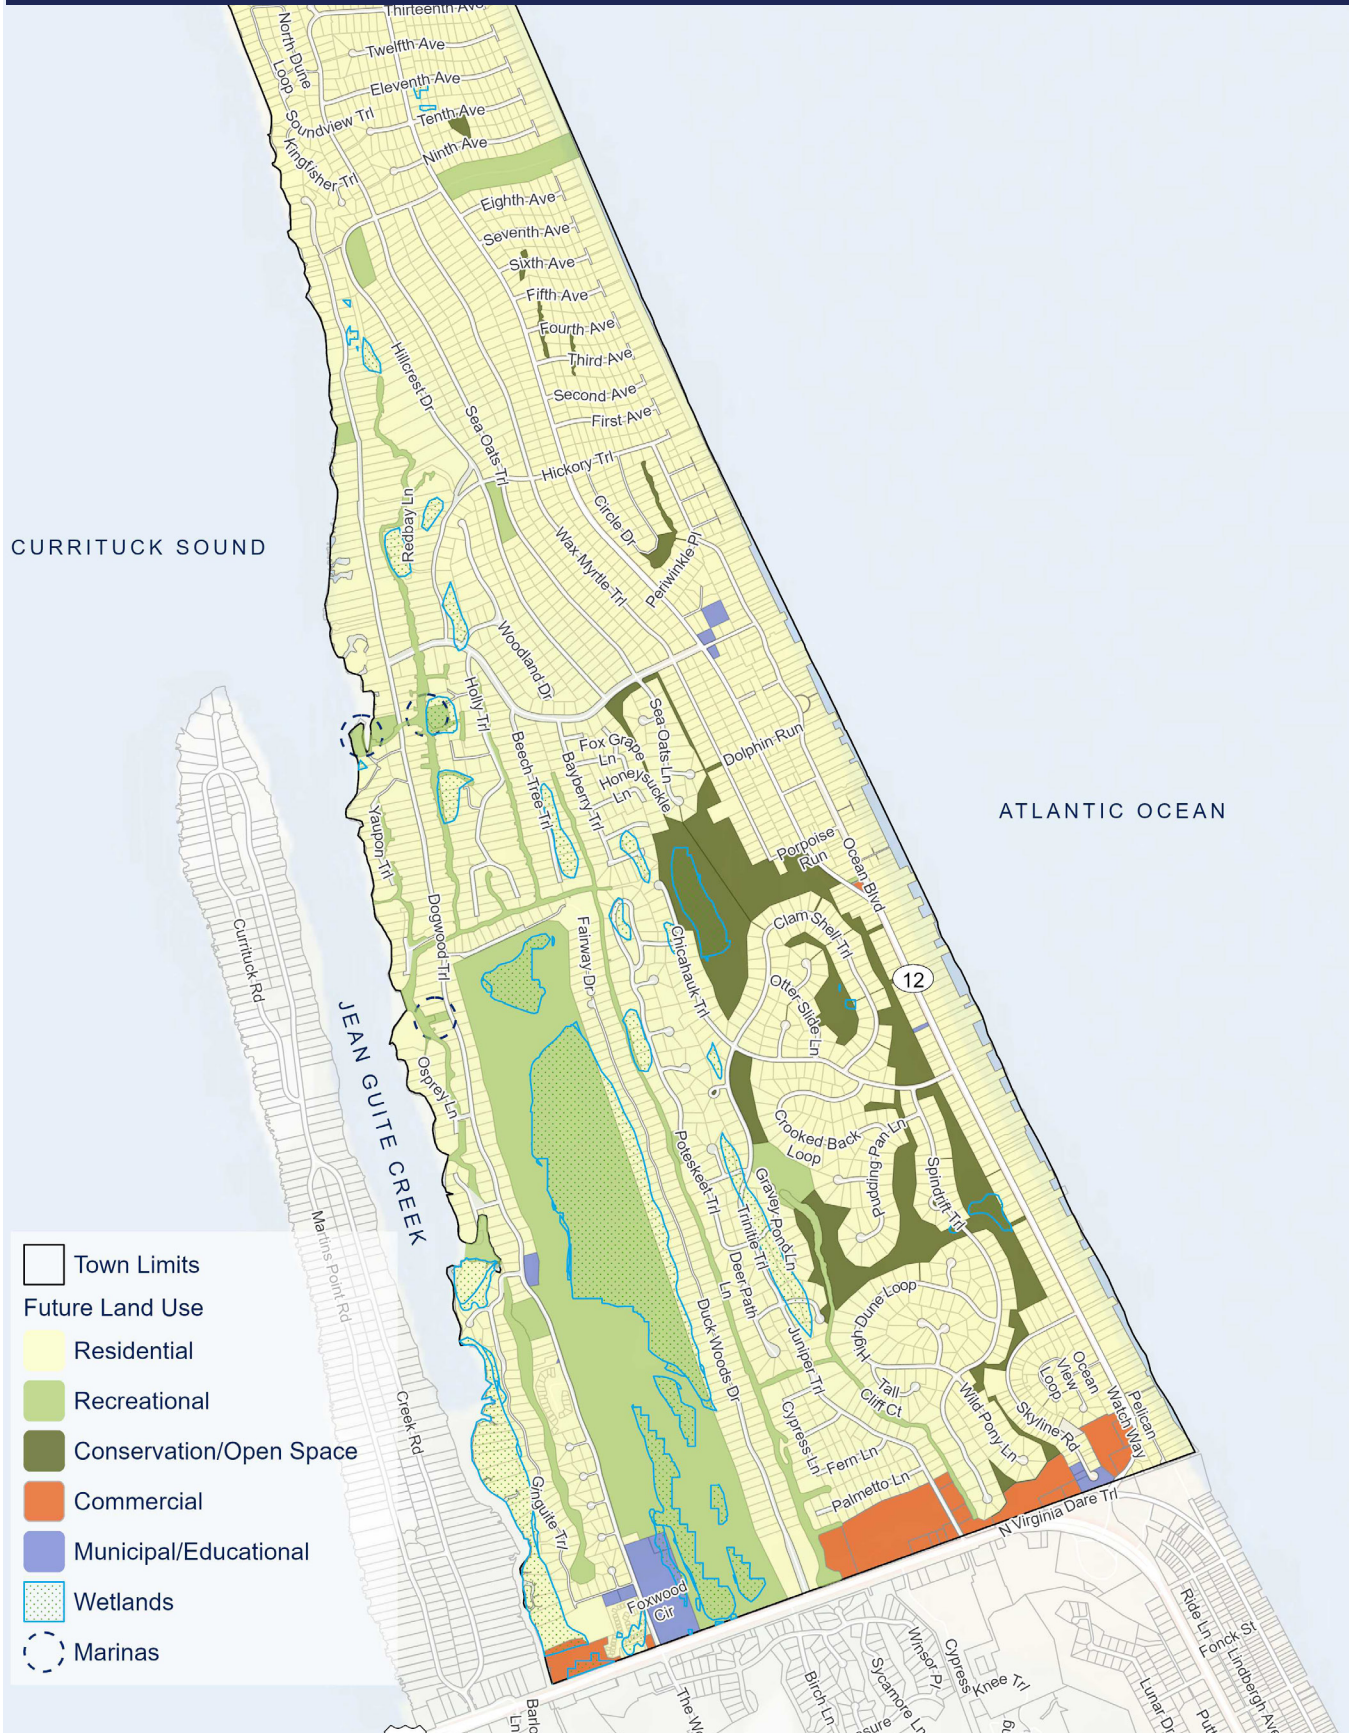 Thirteenth Ave
North Dune
Loop
Twelfth Ave
Eleventh Ave
Soundview Trl
Tenth Ave
Kingfisher Trl
Ninth Ave
Eighth Ave
Seventh Ave
Sixth Ave
Fifth Ave
Fourth Ave
Hillcrest Dr
Third Ave
Second Ave
Sea Oats Trl
First Ave
Hickory Trl
Redbay Ln
Circle Dr
CURRITUCK SOUND
Wax Myrtle Trl
Periwinkle Pl
Woodland Dr
Holly Trl
Sea Oats Ln
Beech Tree Trl
Bayberry Trl
Fox Grape
Ln
Honeysuckle
Ln
Dolphin Run
ATLANTIC OCEAN
Yaupon Trl
Porpoise
Run
Ocean Blvd
Currituck Rd
Dogwood Trl
Fairway Dr
Chicahauk Trl
Clam Shell Trl
12
Otter Slide Ln
JEAN GUITE CREEK
Osprey Ln
Crooked Back
Loop
Pudding Pan Ln
Poteskeet Trl
Spindrift Trl
Gravey Pond Ln
Trinitie Trl
Martins Point Rd
Deer Path
Ln
Duck Woods Dr
High Dune Loop
Juniper Trl
Tall
Cliff Ct
Ocean
View
Loop
Pelican
Watch Way
Wild Pony Ln
Skyline Rd
Creek Rd
Cypress Ln
Fern Ln
Palmetto Ln
Ginguite Trl
N Virginia Dare Trl
Foxwood
Cir
Town Limits
Future Land Use
Residential
Recreational
Conservation/Open Space
Commercial
Municipal/Educational
Wetlands
Marinas
Ride Ln
Fonck St
Lindbergh Ave
Winsor Pl
Cypress
Knee Trl
Sycamore Ln
Birch Ln
Lunar Dr
The W
Barlo
Ln
sure
Putt